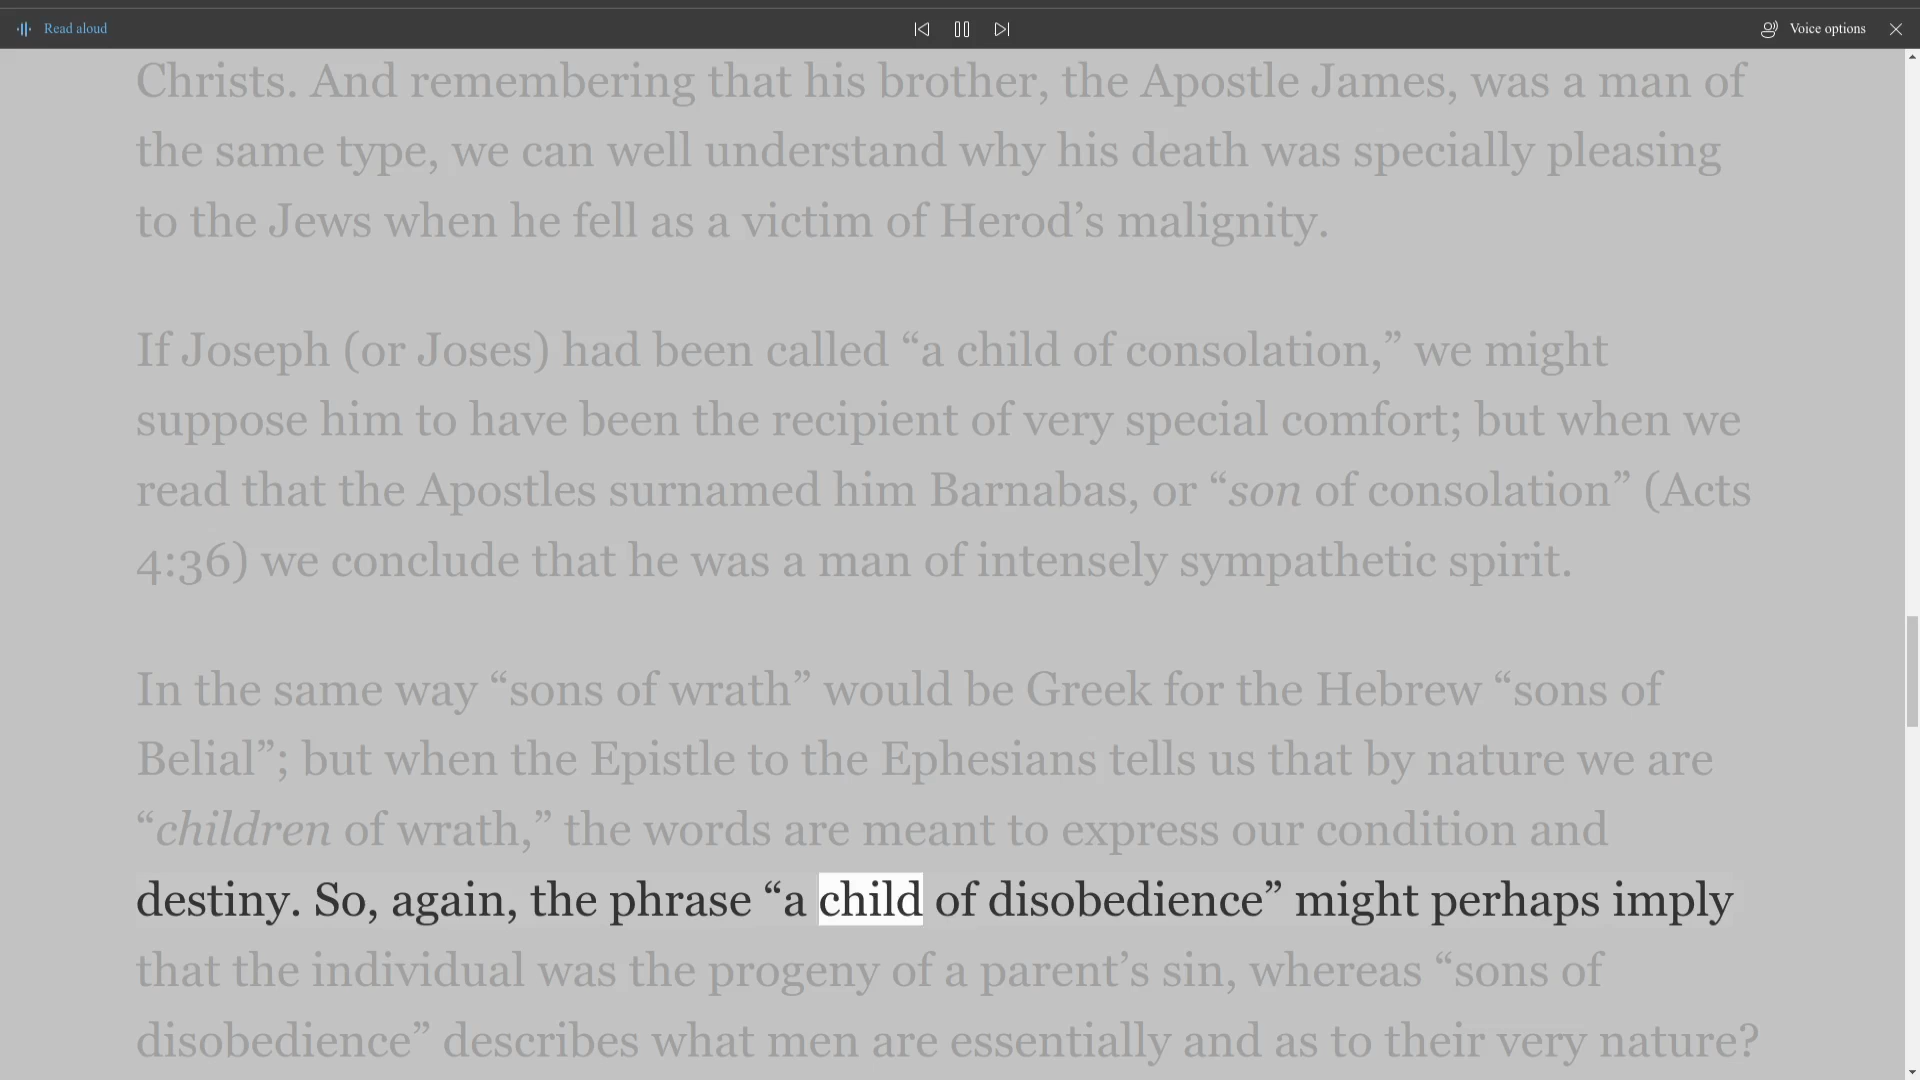 Read aloud
Voice options
Christs. And remembering that his brother, the Apostle James, was a man of
the same type, we can well understand why his death was specially pleasing
to the Jews when he fell as a victim of Herod’s malignity.
If Joseph (or Joses) had been called “a child of consolation,” we might
suppose him to have been the recipient of very special comfort; but when we
read that the Apostles surnamed him Barnabas, or “son of consolation” (Acts
4:36) we conclude that he was a man of intensely sympathetic spirit.
In the same way “sons of wrath” would be Greek for the Hebrew “sons of
Belial”; but when the Epistle to the Ephesians tells us that by nature we are
“children of wrath,” the words are meant to express our condition and
destiny. So, again, the phrase “a child of disobedience” might perhaps imply
that the individual was the progeny of a parent’s sin, whereas “sons of
disobedience” describes what men are essentially and as to their very nature?